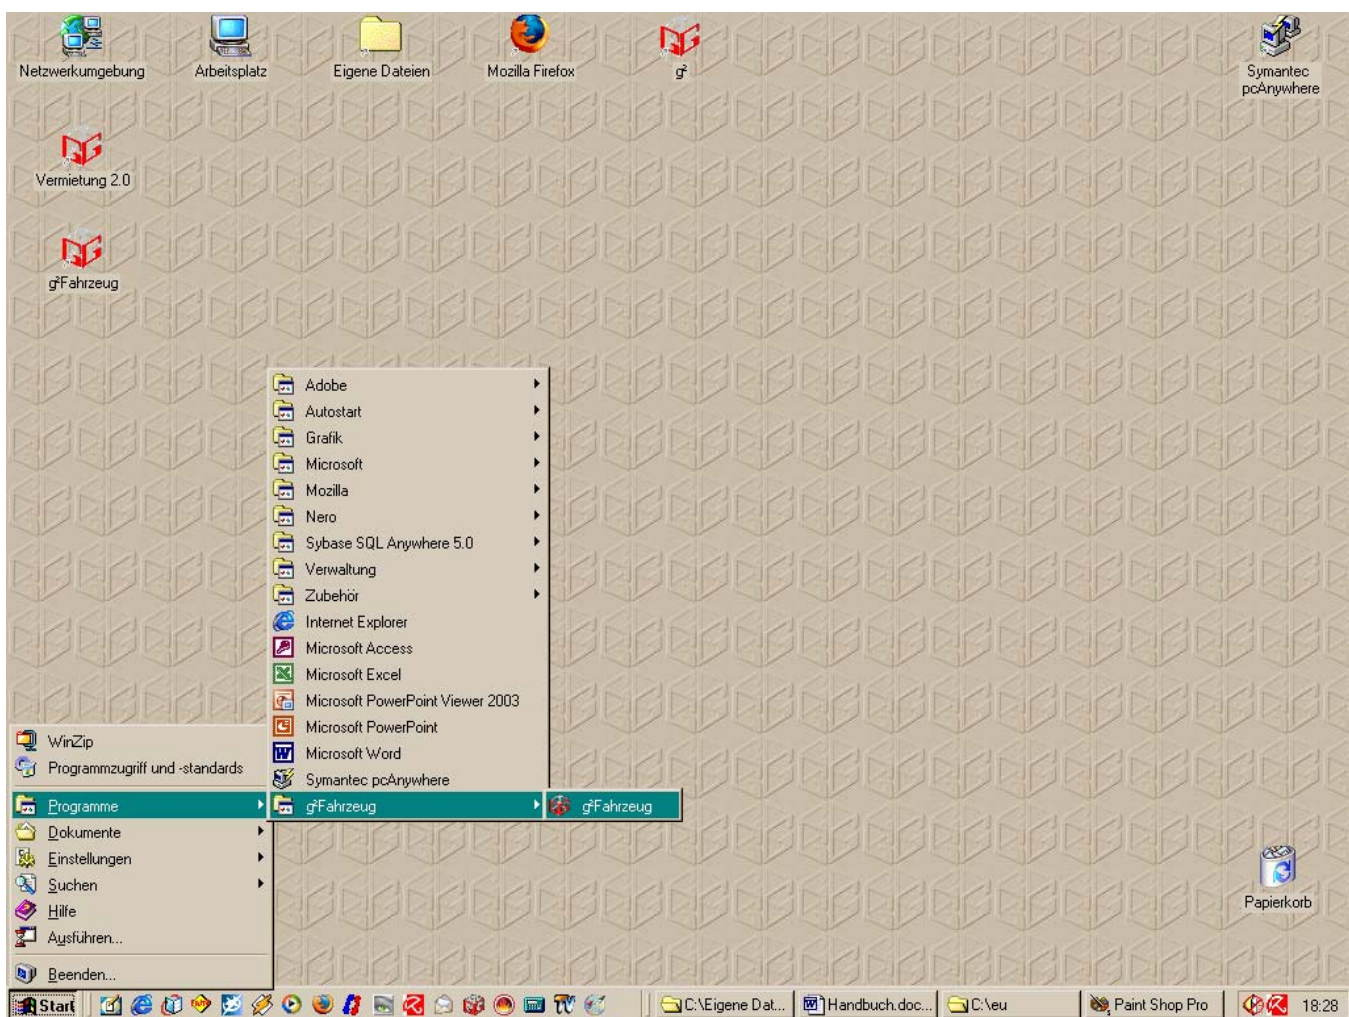 Netzwerkumgebung
Arbeitsplatz
Eigene Dateien
Mozilla Firefox
g²
Symantec
pcAnywhere
Vermietung 2.0
g²Fahrzeug
Adobe
Autostart
Grafik
Microsoft
Mozilla
Nero
Sybase SQL Anywhere 5.0
Verwaltung
Zubehör
Internet Explorer
Microsoft Access
Microsoft Excel
Microsoft PowerPoint Viewer 2003
Microsoft PowerPoint
Microsoft Word
Symantec pcAnywhere
g²Fahrzeug
g²Fahrzeug
WinZip
Programmzugriff und -standards
Programme
Dokumente
Einstellungen
Suchen
Hilfe
Ausführen...
Beenden...
Papierkorb
Start
C:\Eigene Dat...
Handbuch.doc...
C:\eu
Paint Shop Pro
18:28